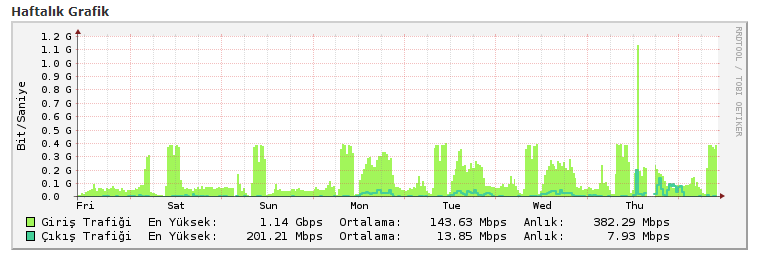 Haftalık Grafik
RRDTOOL / TOBI OETIKER
Bit/Saniye
1.2 G
1.1 G
1.0 G
0.9 G
0.8 G
0.7 G
0.6 G
0.5 G
0.4 G
0.3 G
0.2 G
0.1 G
0.0
Fri Sat Sun Mon Tue Wed Thu
Giriş Trafiği En Yüksek: 1.14 Gbps Ortalama: 143.63 Mbps Anlık: 382.29 Mbps
Çıkış Trafiği En Yüksek: 201.21 Mbps Ortalama: 13.85 Mbps Anlık: 7.93 Mbps